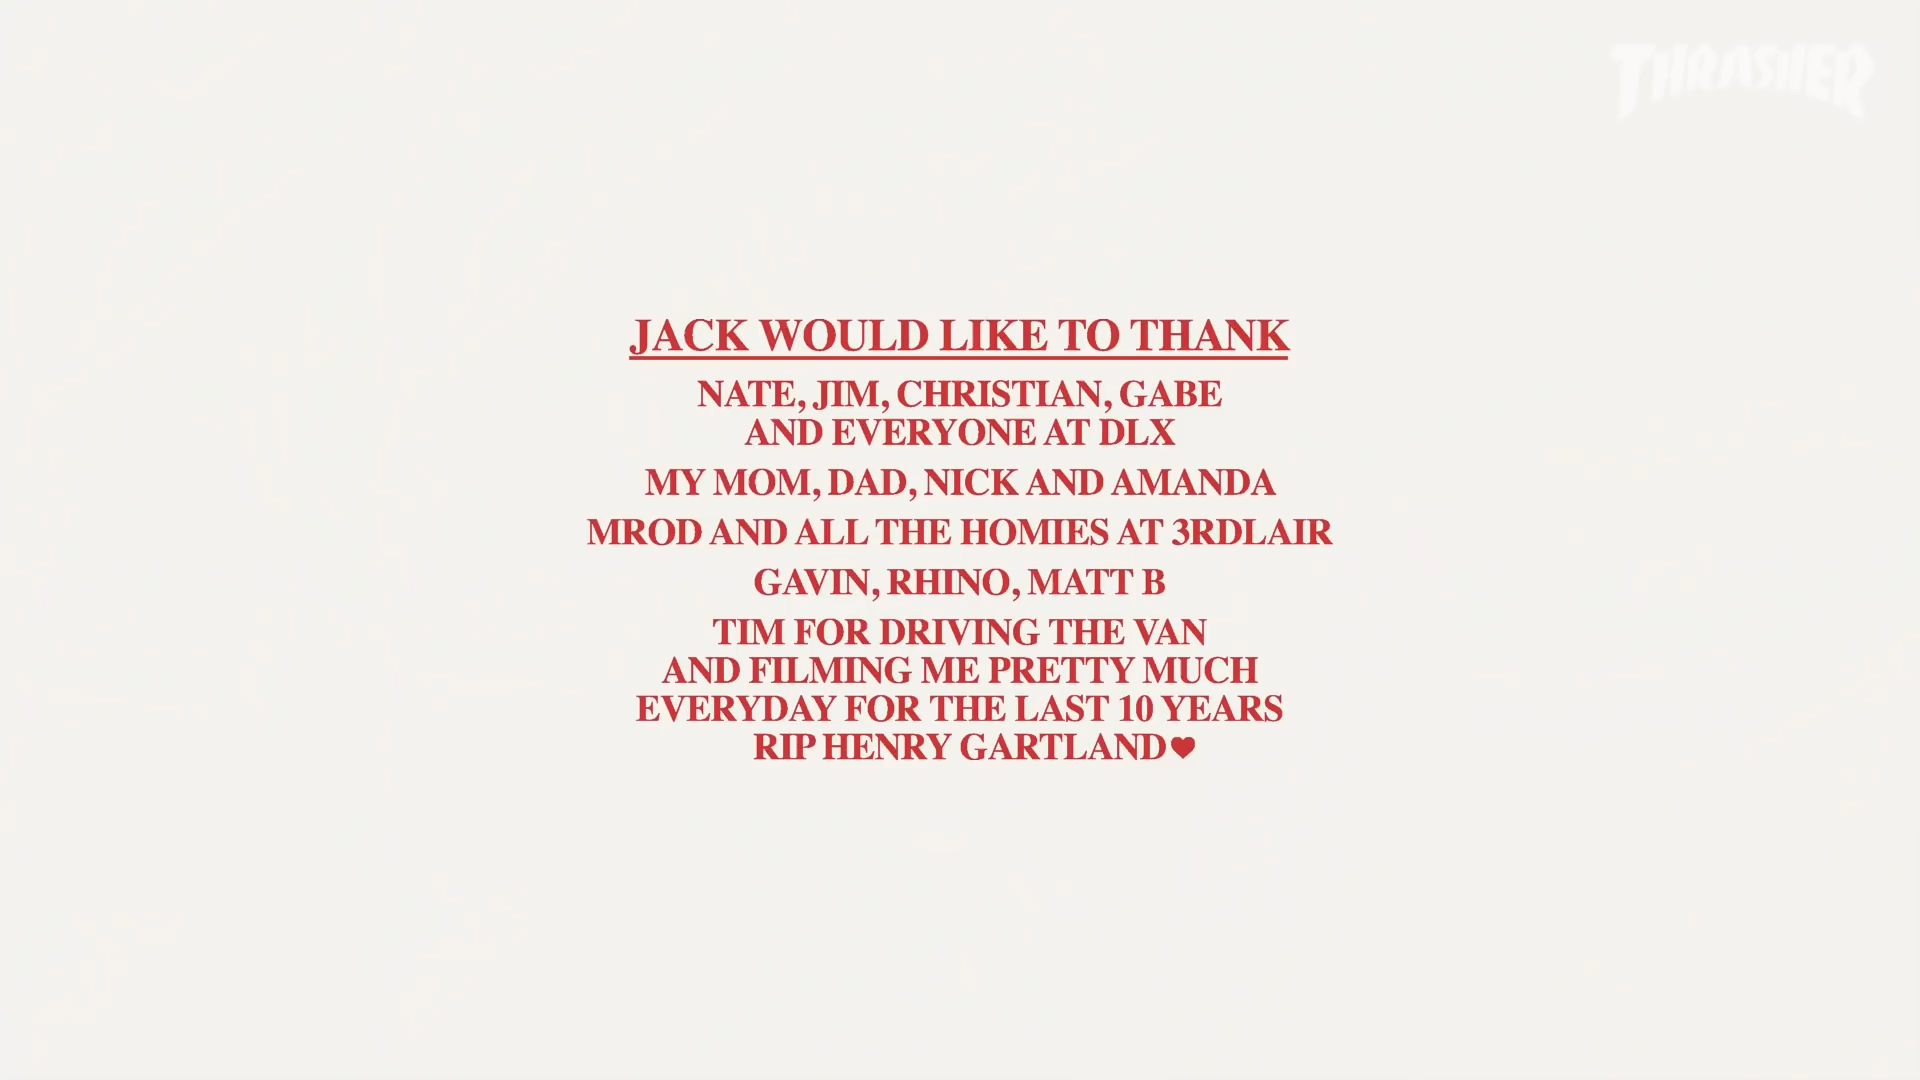 THRASHER
JACK WOULD LIKE TO THANK
NATE, JIM, CHRISTIAN, GABE
AND EVERYONE AT DLX
MY MOM, DAD, NICK AND AMANDA
MROD AND ALL THE HOMIES AT 3RDLAIR
GAVIN, RHINO, MATT B
TIM FOR DRIVING THE VAN
AND FILMING ME PRETTY MUCH
EVERYDAY FOR THE LAST 10 YEARS
RIP HENRY GARTLAND♥